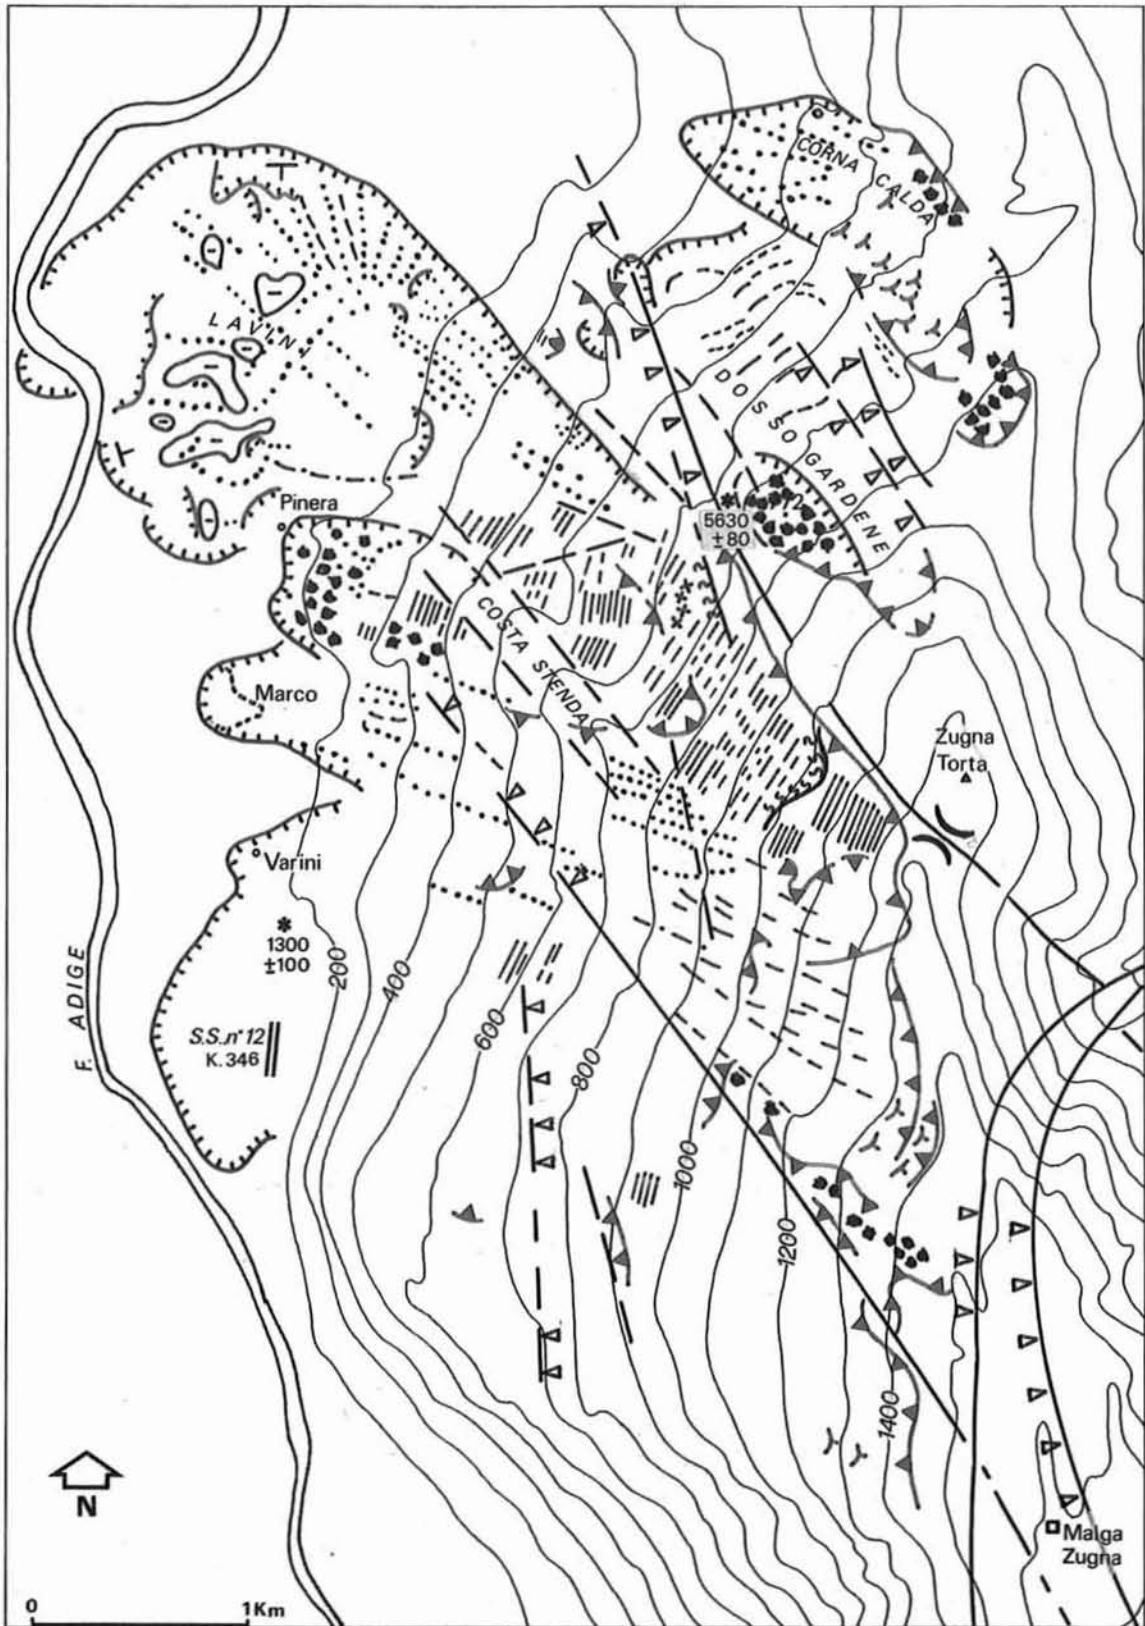 CORNA
CALDA
LAVINI
DOSSO GARDENE
5630
±80
Pinera
COSTA STENDA
Marco
Zugna
Torta
Varini
*
1300
±100
200
400
600
800
1000
1200
1400
F. ADIGE
S.S.n°12
K.346
N
Malga
Zugna
0 1Km